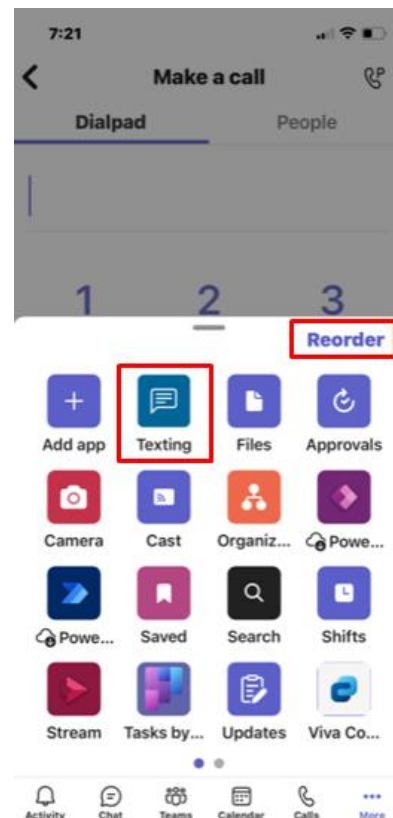 7:21
Make a call
Dialpad People
1 2 3
Reorder
Add app Texting Files Approvals
Camera Cast Organiz... Powe...
Powe... Saved Search Shifts
Stream Tasks by... Updates Viva Co...
Activity Chat Teams Calendar Calls More